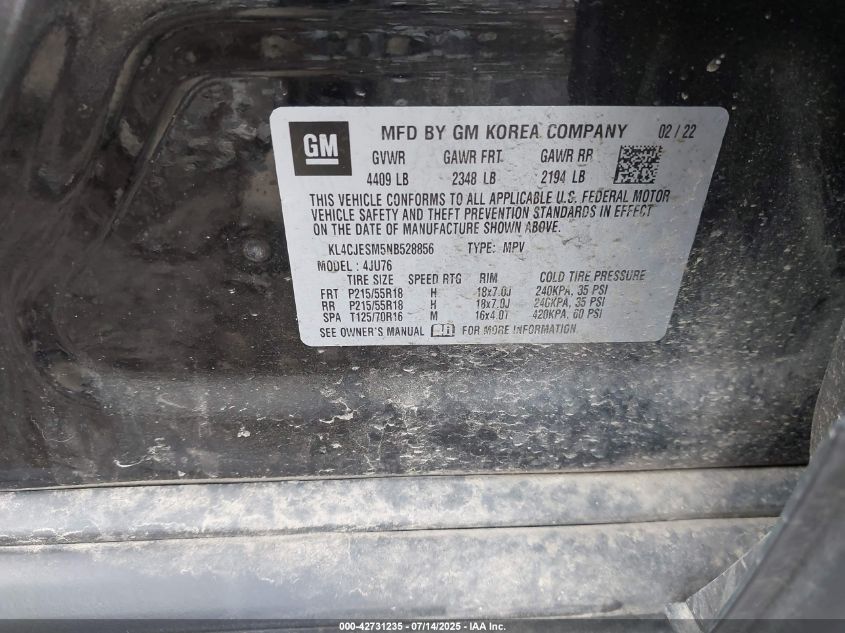 GM
MFD BY GM KOREA COMPANY 02 / 22
GVWR GAWR FRT GAWR RR
4409 LB 2348 LB 2194 LB
THIS VEHICLE CONFORMS TO ALL APPLICABLE U.S. FEDERAL MOTOR
VEHICLE SAFETY AND THEFT PREVENTION STANDARDS IN EFFECT
ON THE DATE OF MANUFACTURE SHOWN ABOVE.
KL4CJESM5NB528856 TYPE: MPV
MODEL : 4JU76
TIRE SIZE SPEED RTG RIM COLD TIRE PRESSURE
FRT P215/55R18 H 18x7.0J 240KPA, 35 PSI
RR P215/55R18 H 18x7.0J 240KPA, 35 PSI
SPA T125/70R16 M 16x4.0T 420KPA, 60 PSI
SEE OWNER'S MANUAL FOR MORE INFORMATION
000-42731235 - 07/14/2025 - IAA Inc.